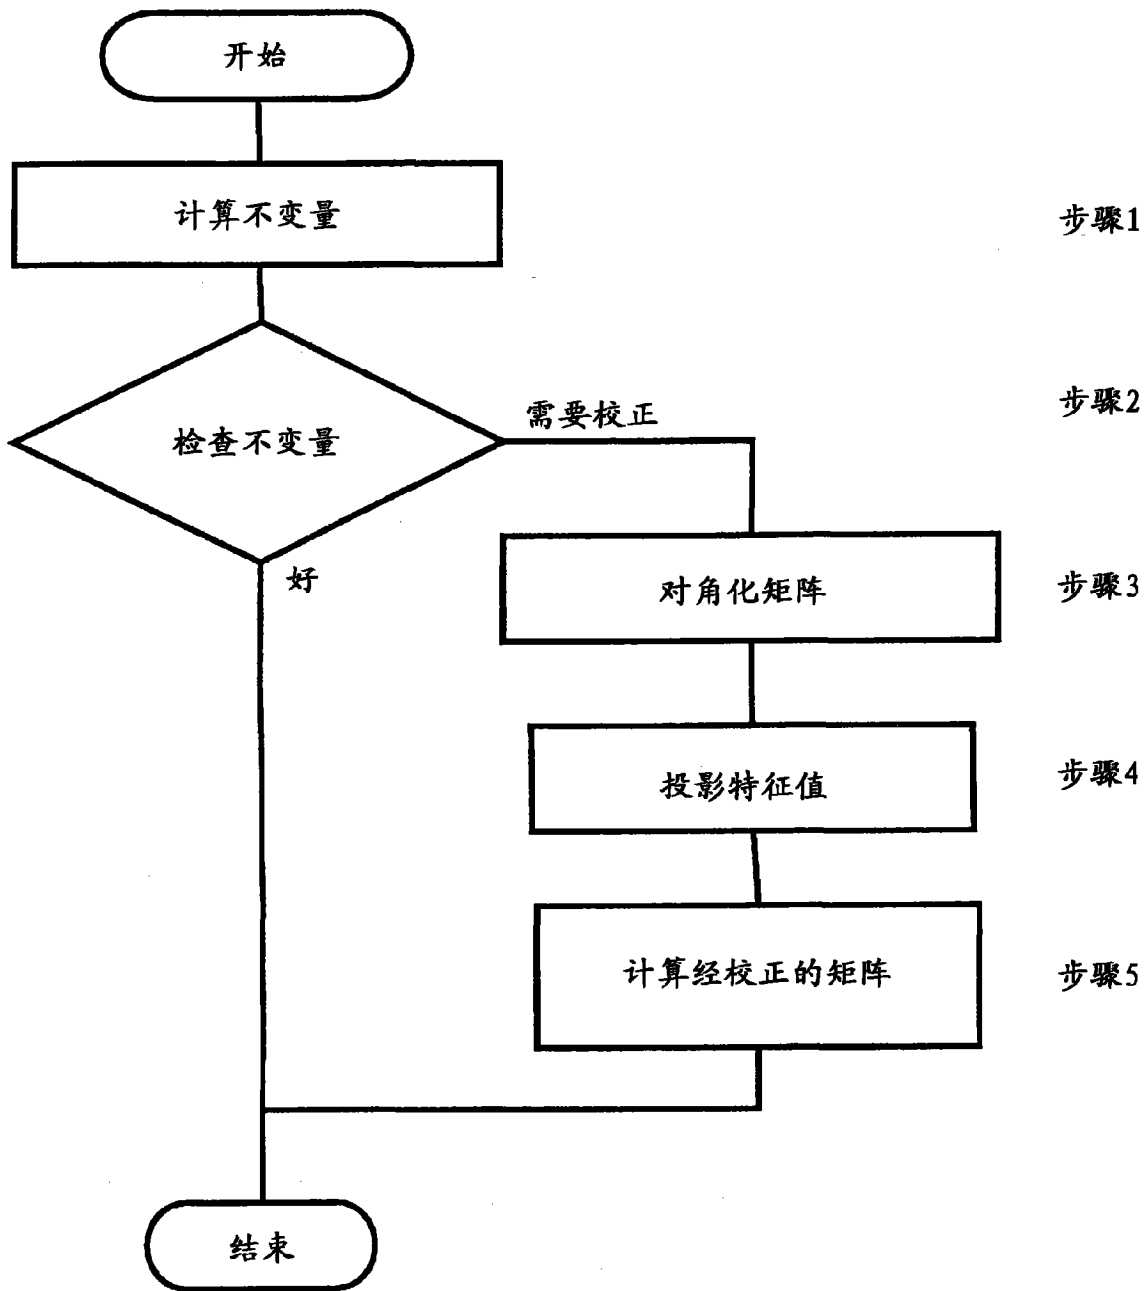 开始
计算不变量
步骤1
步骤2
需要校正
检查不变量
好
对角化矩阵
步骤3
投影特征值
步骤4
计算经校正的矩阵
步骤5
结束